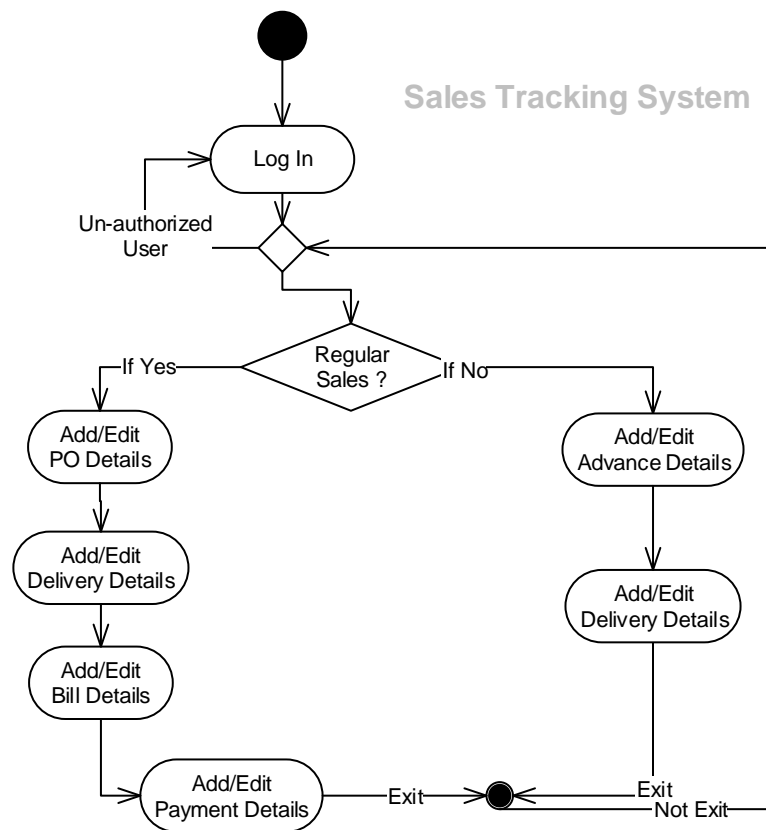 Sales Tracking System
Log In
Un-authorized
User
Regular
Sales ?
If Yes
If No
Add/Edit
PO Details
Add/Edit
Advance Details
Add/Edit
Delivery Details
Add/Edit
Delivery Details
Add/Edit
Bill Details
Add/Edit
Payment Details
Exit
Exit
Not Exit